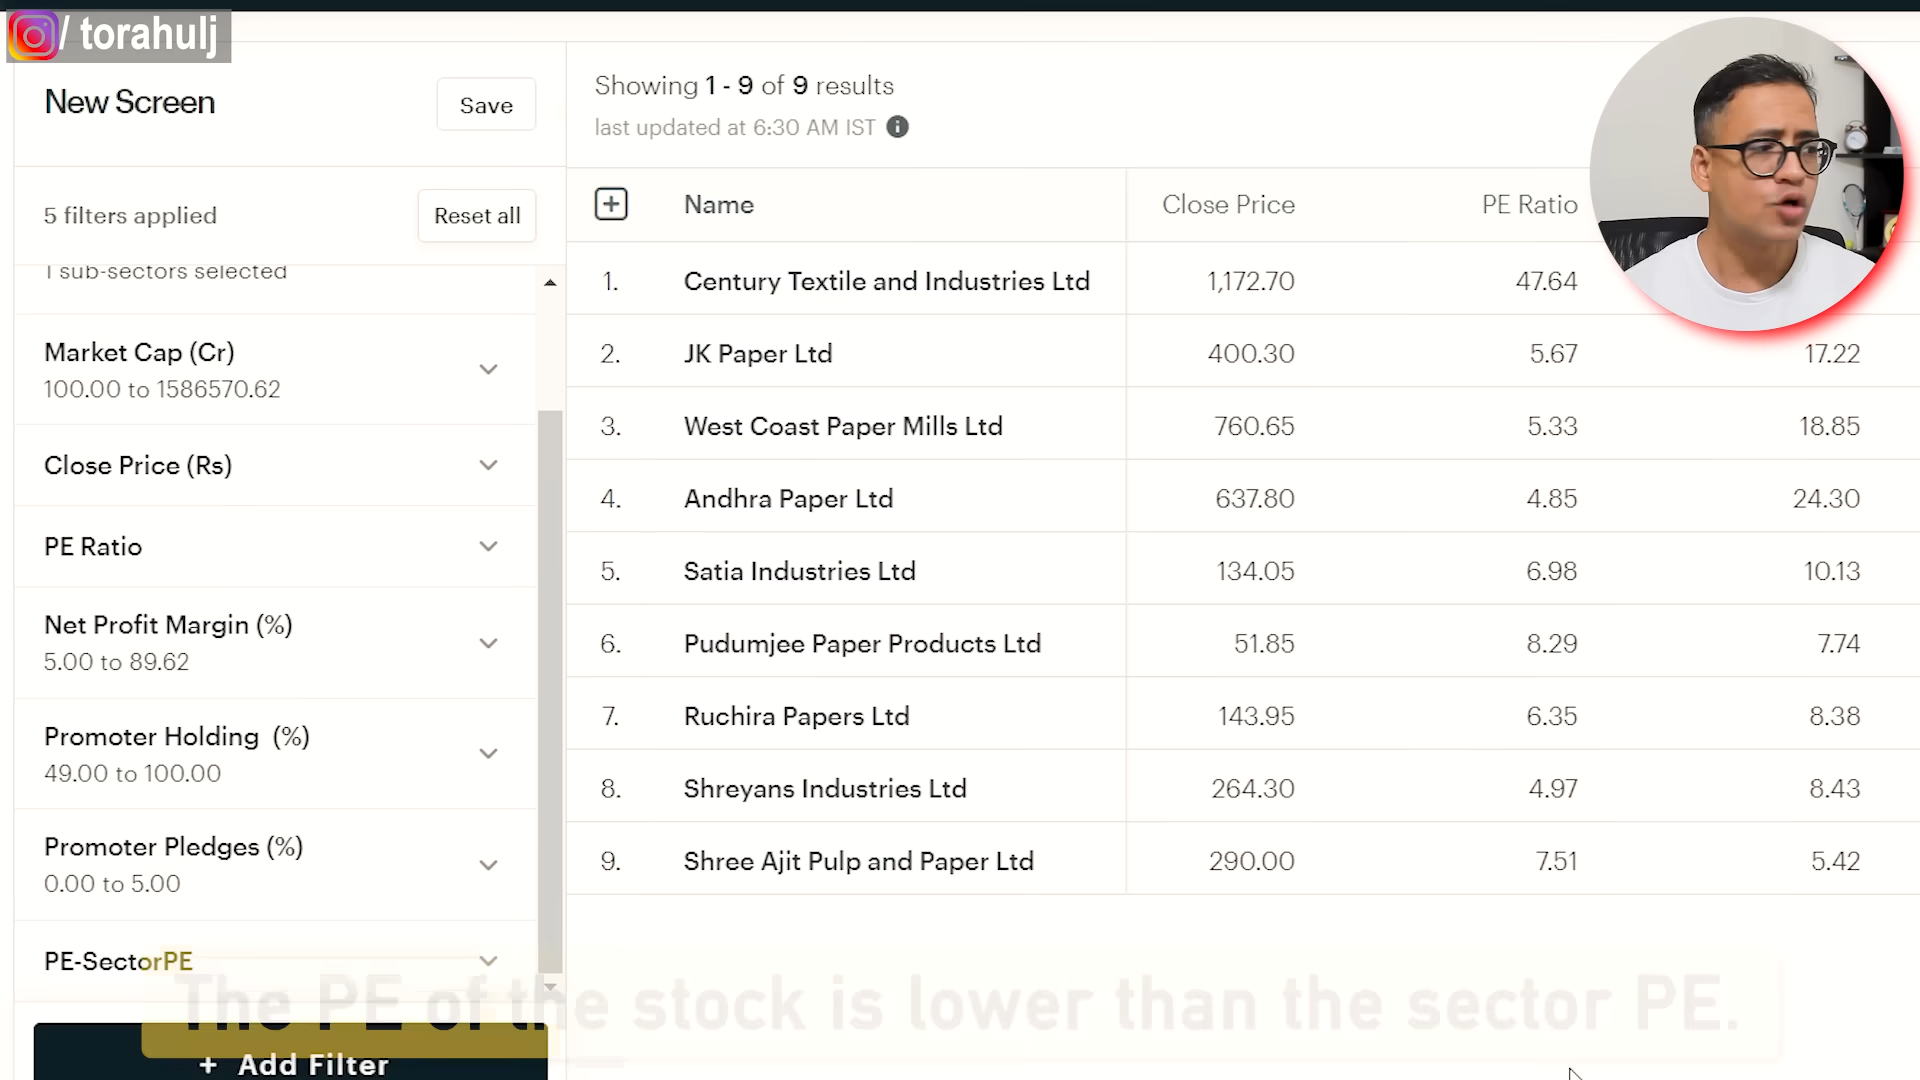 / torahulj
New Screen
Save
5 filters applied
Reset all
1 sub-sectors selected
Market Cap (Cr)
100.00 to 1586570.62
Close Price (Rs)
PE Ratio
Net Profit Margin (%)
5.00 to 89.62
Promoter Holding (%)
49.00 to 100.00
Promoter Pledges (%)
0.00 to 5.00
PE-SectorPE
+ Add Filter
Showing 1 - 9 of 9 results
last updated at 6:30 AM IST
Name Close Price PE Ratio
1. Century Textile and Industries Ltd 1,172.70 47.64
2. JK Paper Ltd 400.30 5.67 17.22
3. West Coast Paper Mills Ltd 760.65 5.33 18.85
4. Andhra Paper Ltd 637.80 4.85 24.30
5. Satia Industries Ltd 134.05 6.98 10.13
6. Pudumjee Paper Products Ltd 51.85 8.29 7.74
7. Ruchira Papers Ltd 143.95 6.35 8.38
8. Shreyans Industries Ltd 264.30 4.97 8.43
9. Shree Ajit Pulp and Paper Ltd 290.00 7.51 5.42
The PE of the stock is lower than the sector PE.